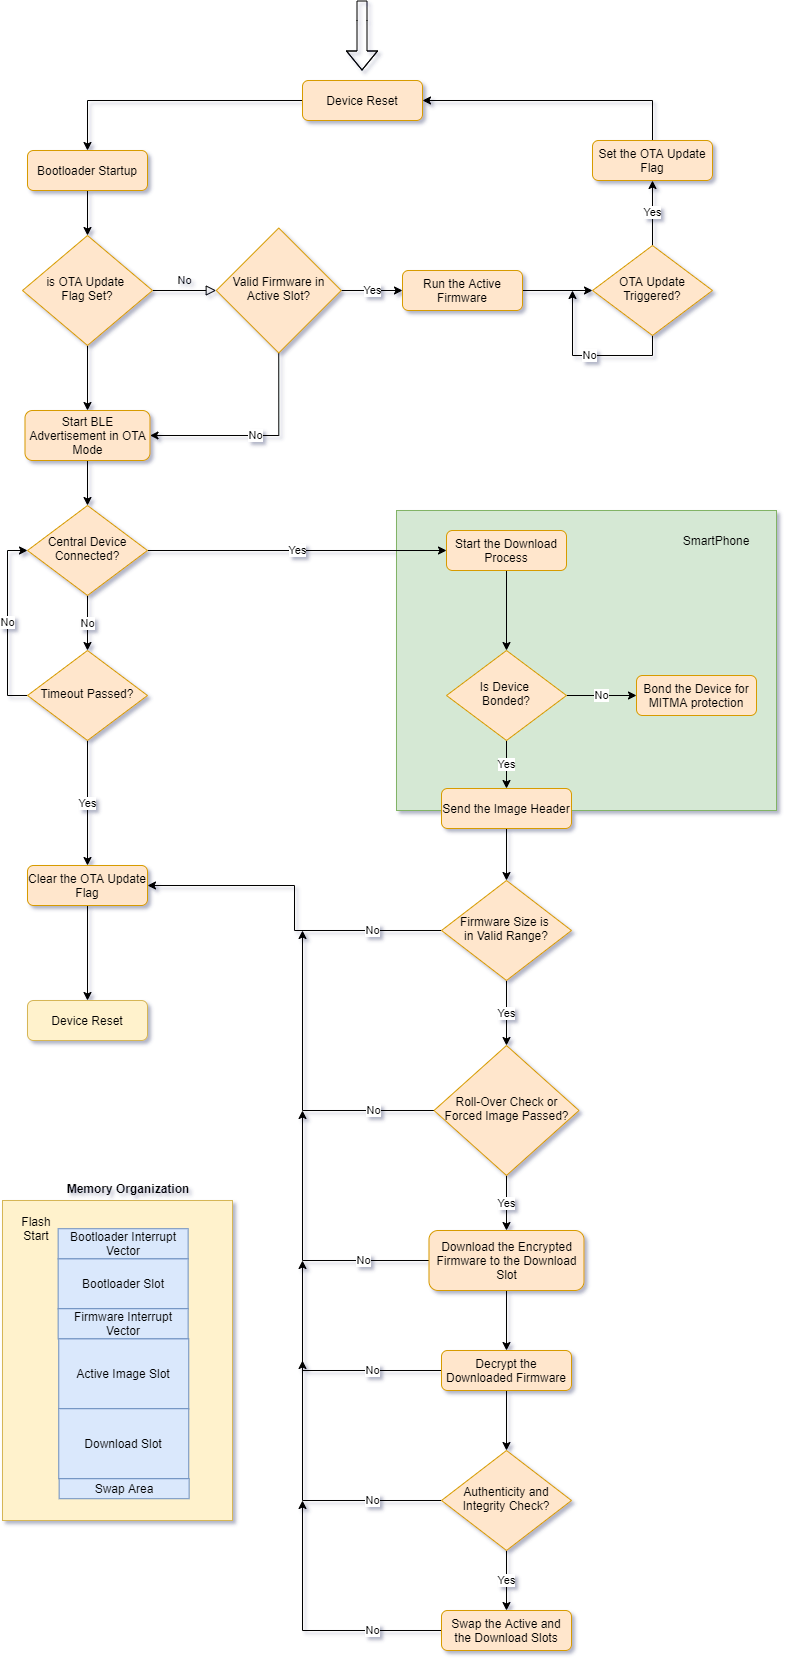 Device Reset
Bootloader Startup
Set the OTA Update
Flag
Yes
is OTA Update
Flag Set?
No
Valid Firmware in
Active Slot?
Yes
Run the Active
Firmware
OTA Update
Triggered?
No
Start BLE
Advertisement in OTA
Mode
No
Central Device
Connected?
Yes
Start the Download
Process
SmartPhone
No
No
Timeout Passed?
Is Device
Bonded?
No
Bond the Device for
MITMA protection
Yes
Yes
Send the Image Header
Clear the OTA Update
Flag
Firmware Size is
in Valid Range?
No
Yes
Device Reset
Roll-Over Check or
Forced Image Passed?
No
Yes
Memory Organization
Flash
Start
Bootloader Interrupt
Vector
Bootloader Slot
Firmware Interrupt
Vector
Active Image Slot
Download Slot
Swap Area
Download the Encrypted
Firmware to the Download
Slot
No
Decrypt the
Downloaded Firmware
No
Authenticity and
Integrity Check?
No
Yes
Swap the Active and
the Download Slots
No